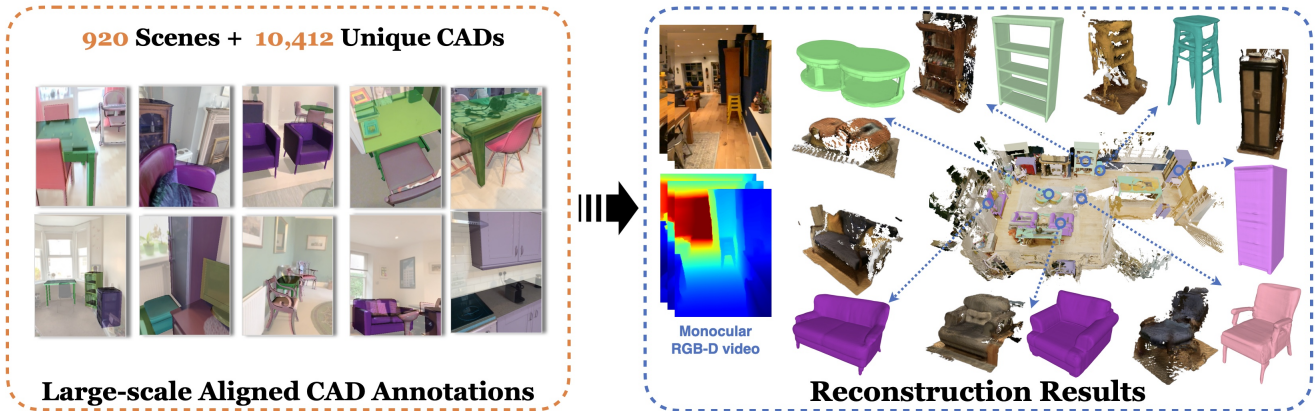 920 Scenes + 10,412 Unique CADs
Large-scale Aligned CAD Annotations
Monocular
RGB-D video
Reconstruction Results